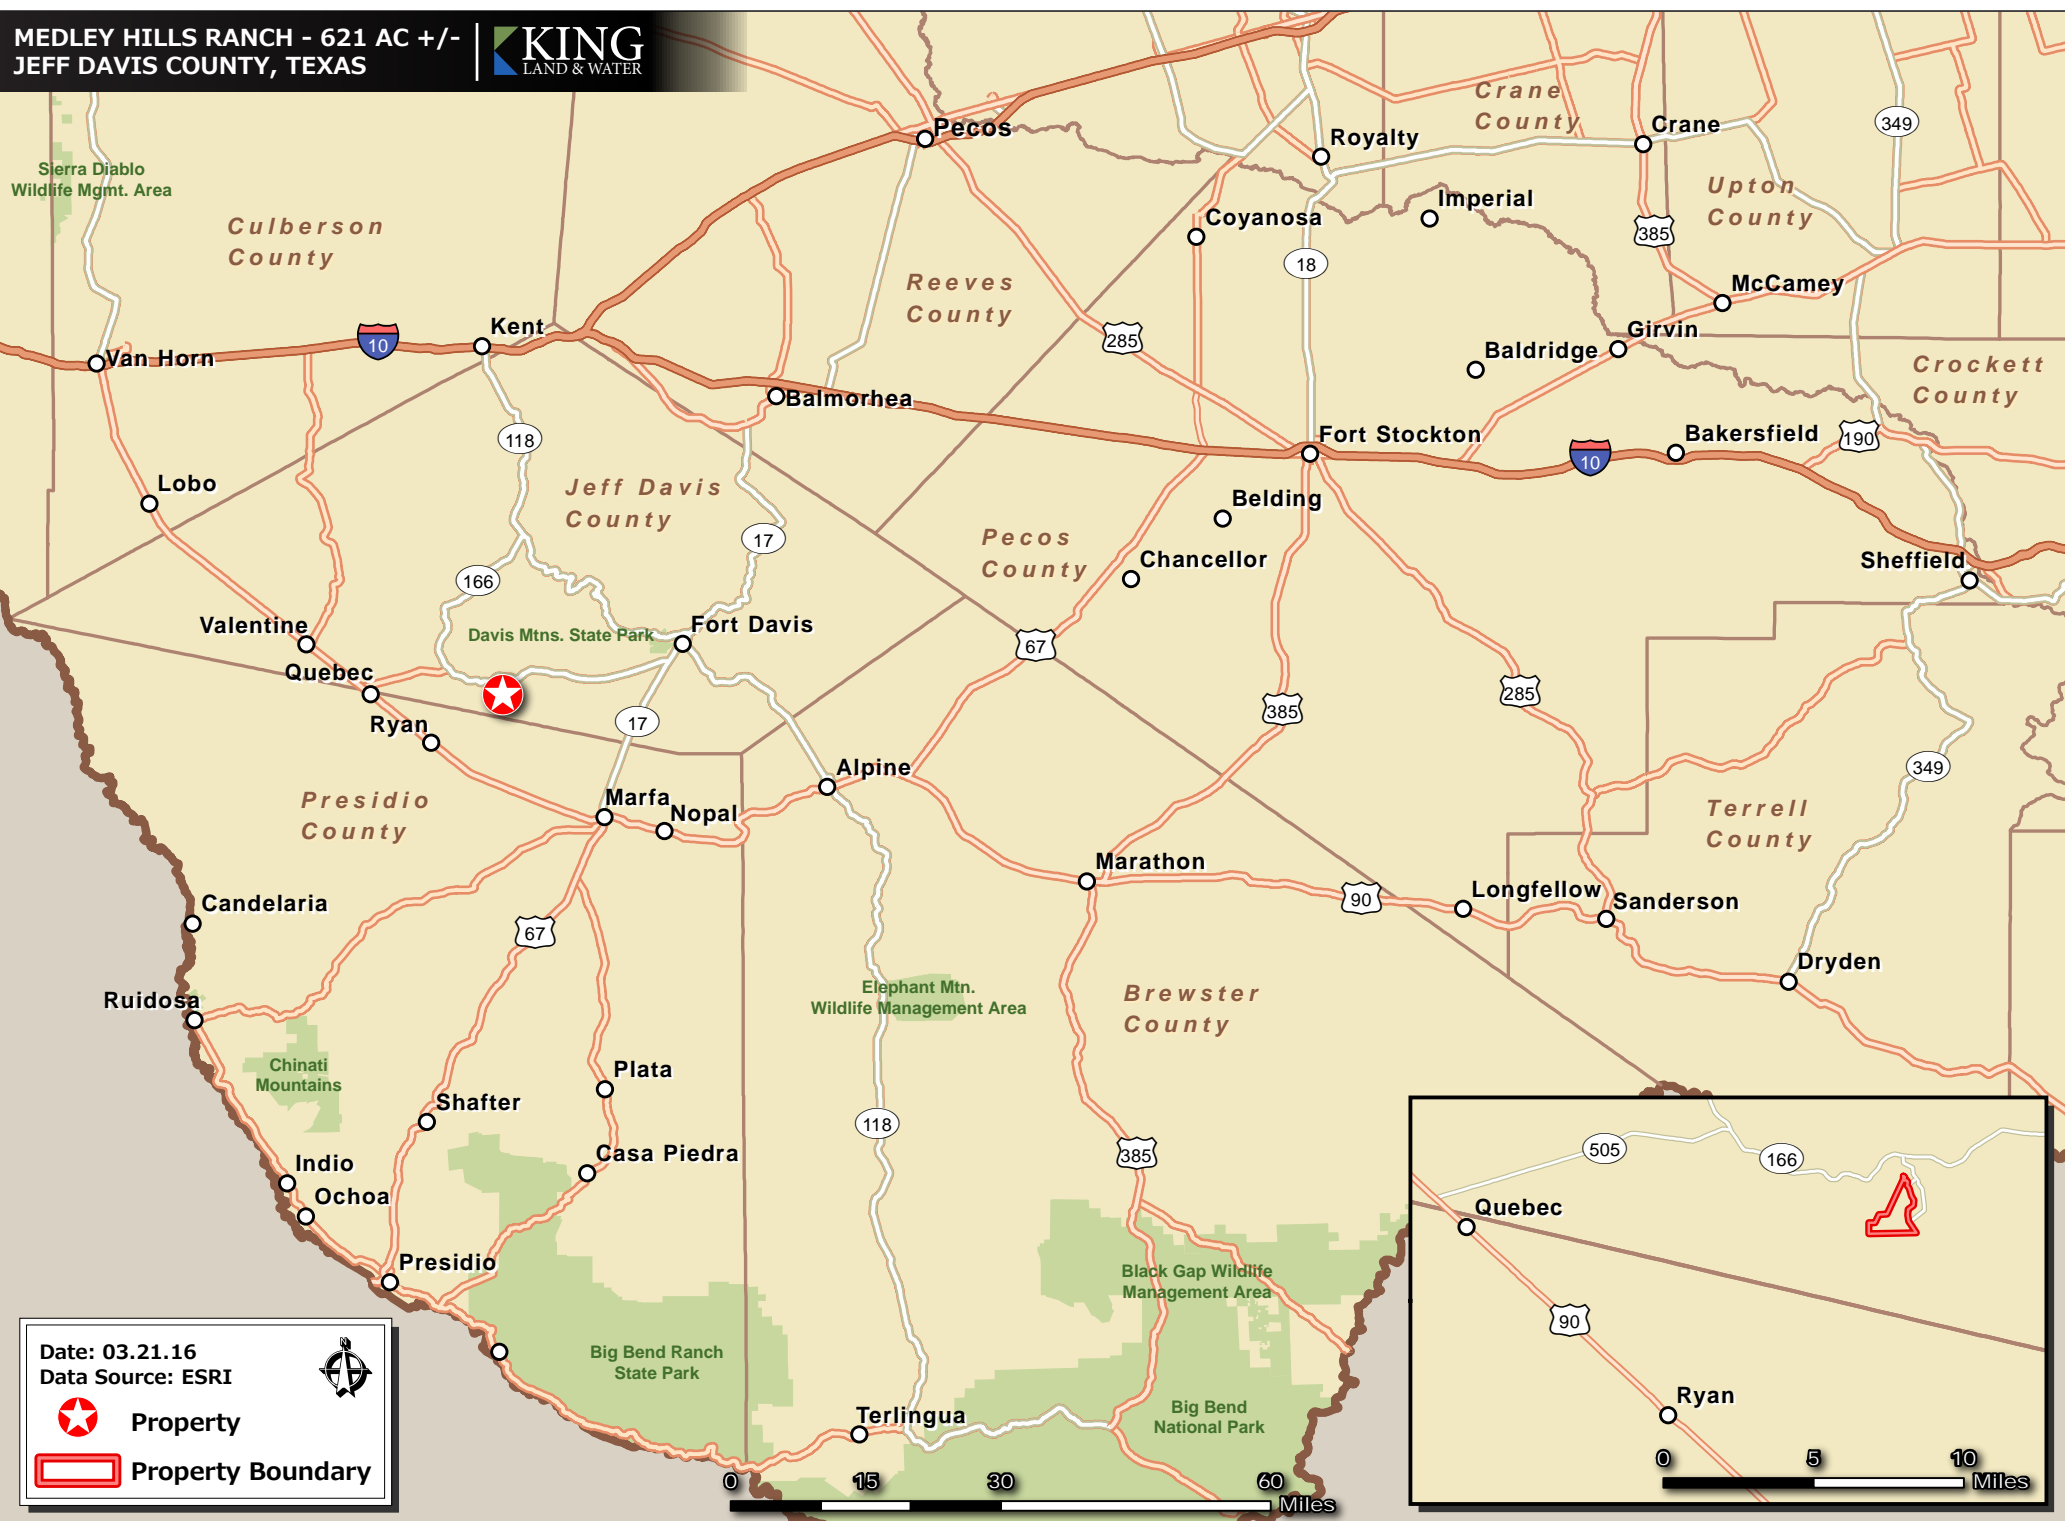 MEDLEY HILLS RANCH - 621 AC +/-
JEFF DAVIS COUNTY, TEXAS
KING
LAND & WATER
Pecos
Crane
County
Crane
349
Royalty
Sierra Diablo
Wildlife Mgmt. Area
Upton
County
Imperial
Culberson
County
Coyanosa
385
18
Reeves
County
McCamey
Kent
10
285
Girvin
Van Horn
Baldridge
Crockett
County
Balmorhea
118
Fort Stockton
10
Bakersfield
190
Lobo
Jeff Davis
County
Belding
17
Pecos
County
Chancellor
Sheffield
166
Valentine
Davis Mtns. State Park
Fort Davis
67
Quebec
285
385
Ryan
17
Alpine
349
Presidio
County
Marfa
Nopal
Terrell
County
Marathon
90
Longfellow
Sanderson
Candelaria
67
Dryden
Ruidosa
Elephant Mtn.
Wildlife Management Area
Brewster
County
Chinati
Mountains
Plata
Shafter
118
Casa Piedra
385
Indio
Ochoa
Presidio
Black Gap Wildlife
Management Area
Big Bend Ranch
State Park
Big Bend
National Park
Terlingua
505
166
Quebec
90
Ryan
0 5 10
Miles
Date: 03.21.16
Data Source: ESRI
N
Property
Property Boundary
0 15 30 60
Miles